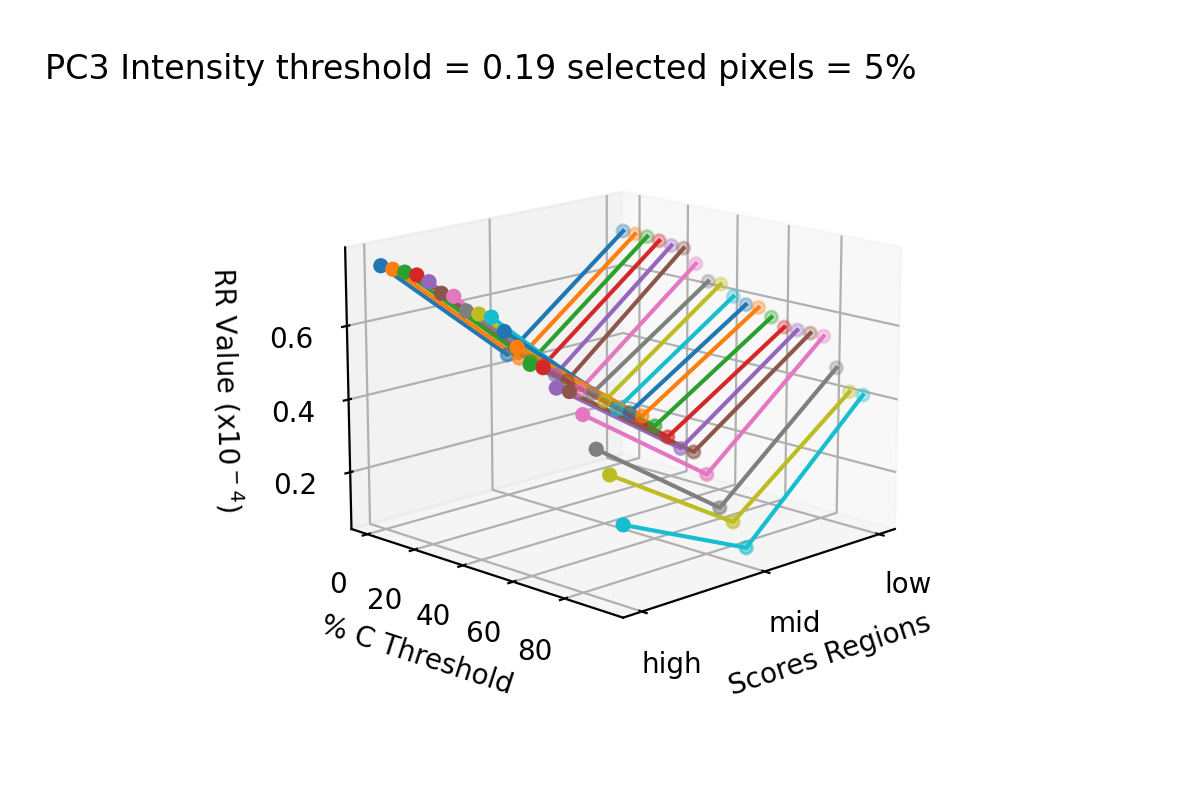 PC3 Intensity threshold = 0.19 selected pixels = 5%
RR Value (x10⁻⁴)
0.6
0.4
0.2
0
20
40
60
80
% C Threshold
low
mid
high
Scores Regions